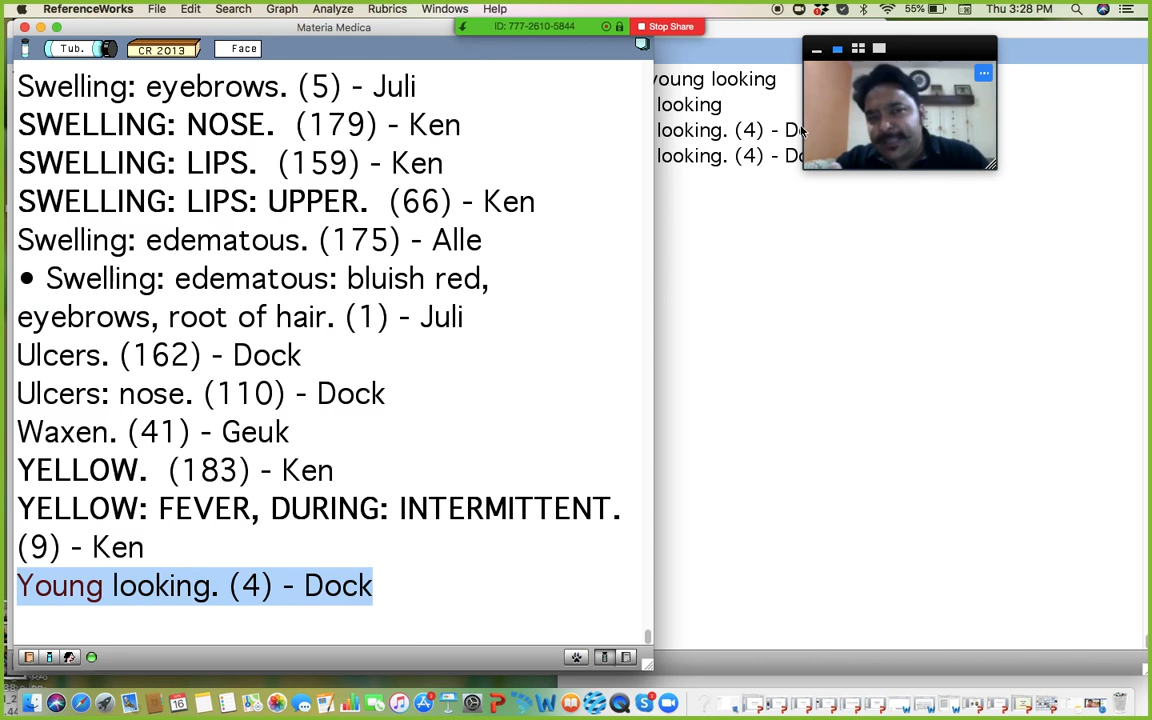 ReferenceWorks File Edit Search Graph Analyze Rubrics Windows Help
ID: 777-2610-5844 Stop Share
55% Thu 3:28 PM
Materia Medica
Tub. CR 2013 Face
Swelling: eyebrows. (5) - Juli
SWELLING: NOSE. (179) - Ken
SWELLING: LIPS. (159) - Ken
SWELLING: LIPS: UPPER. (66) - Ken
Swelling: edematous. (175) - Alle
• Swelling: edematous: bluish red,
eyebrows, root of hair. (1) - Juli
Ulcers. (162) - Dock
Ulcers: nose. (110) - Dock
Waxen. (41) - Geuk
YELLOW. (183) - Ken
YELLOW: FEVER, DURING: INTERMITTENT.
(9) - Ken
Young looking. (4) - Dock
young looking
looking
looking. (4) - Do
looking. (4) - Do